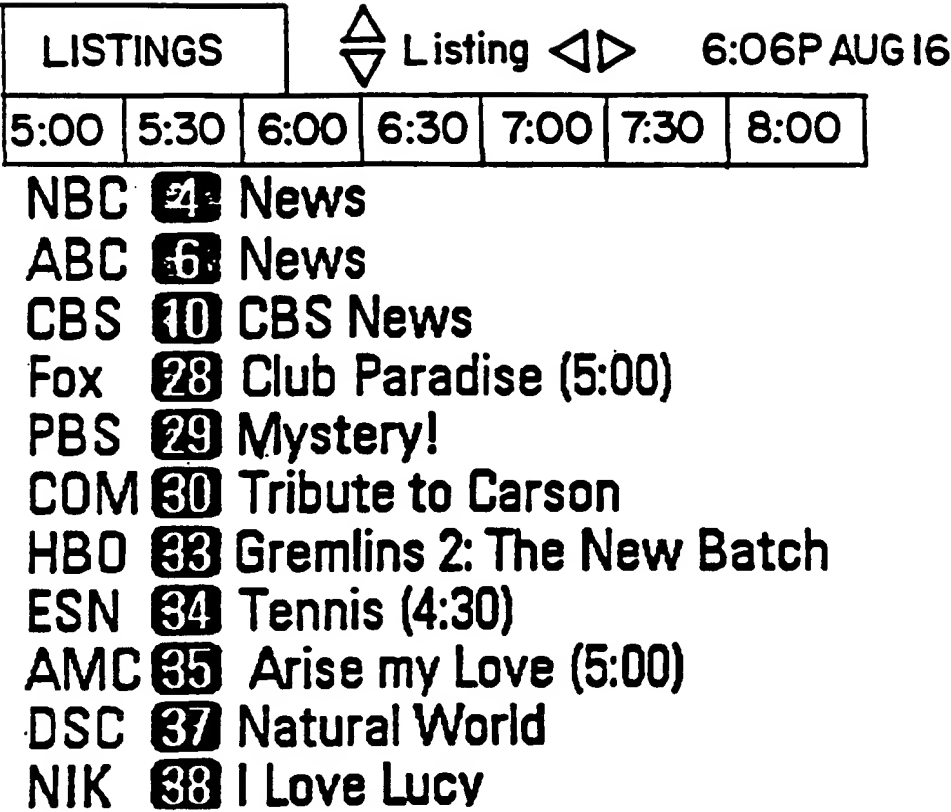 LISTINGS Listing 6:06P AUG 16
5:00 5:30 6:00 6:30 7:00 7:30 8:00
NBC 4 News
ABC 6 News
CBS 10 CBS News
Fox 28 Club Paradise (5:00)
PBS 29 Mystery!
COM 30 Tribute to Carson
HBO 33 Gremlins 2: The New Batch
ESN 34 Tennis (4:30)
AMC 35 Arise my Love (5:00)
DSC 37 Natural World
NIK 38 I Love Lucy